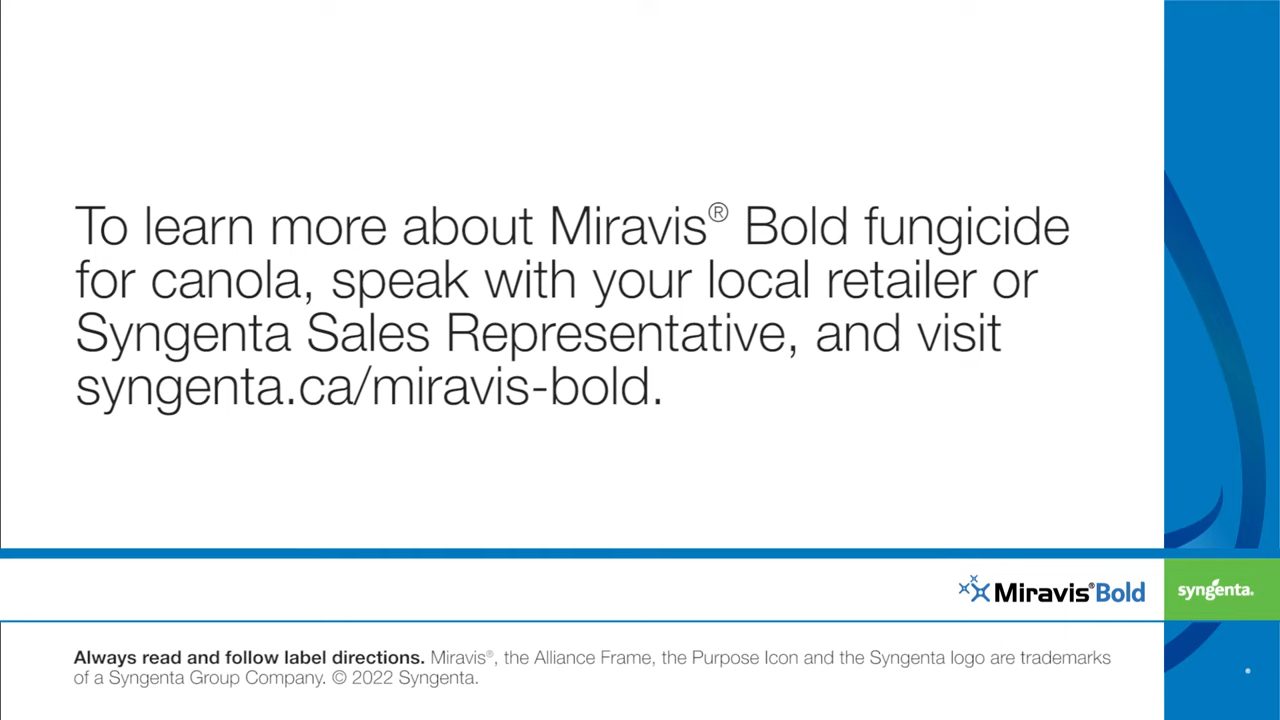 To learn more about Miravis® Bold fungicide
for canola, speak with your local retailer or
Syngenta Sales Representative, and visit
syngenta.ca/miravis-bold.
Miravis® Bold
syngenta®
Always read and follow label directions. Miravis®, the Alliance Frame, the Purpose Icon and the Syngenta logo are trademarks
of a Syngenta Group Company. © 2022 Syngenta.